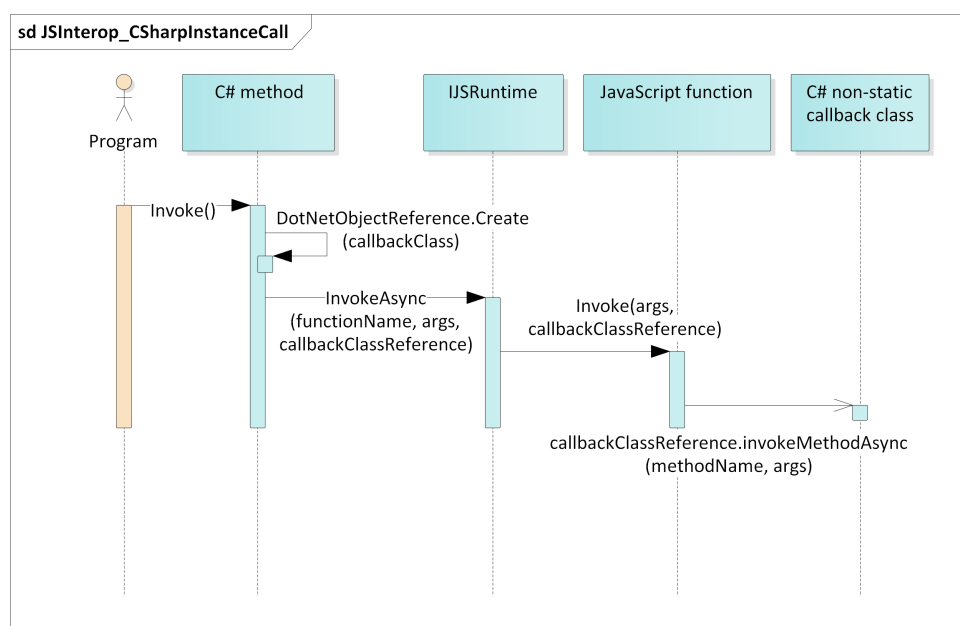 sd JSInterop_CSharpInstanceCall
Program
C# method
IJSRuntime
JavaScript function
C# non-static
callback class
Invoke()
DotNetObjectReference.Create
(callbackClass)
InvokeAsync
(functionName, args,
callbackClassReference)
Invoke(args,
callbackClassReference)
callbackClassReference.invokeMethodAsync
(methodName, args)